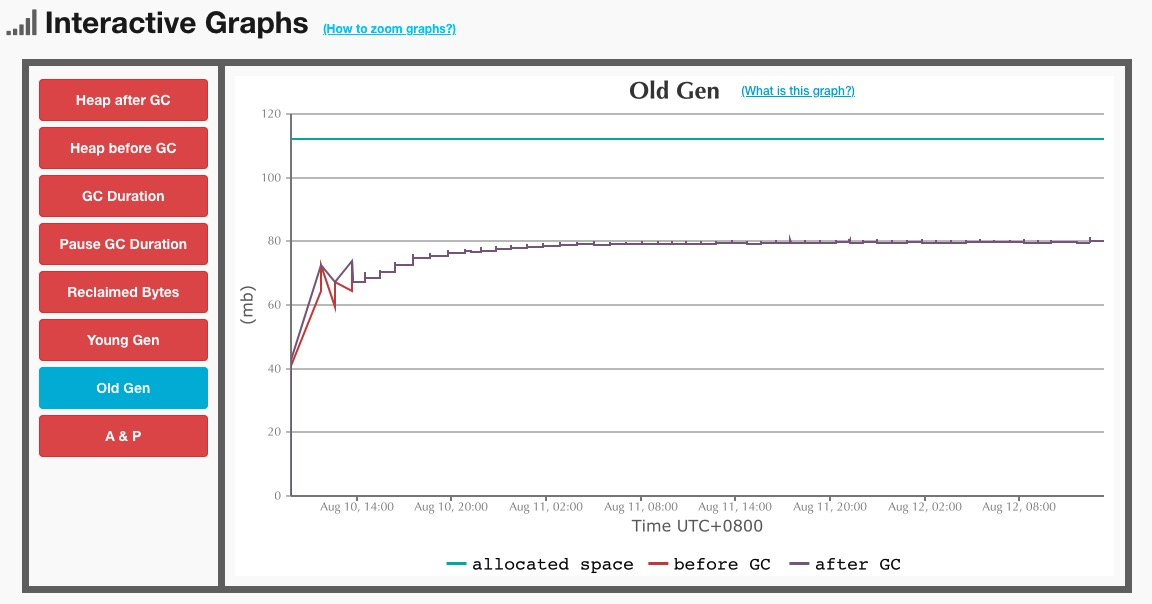 Interactive Graphs (How to zoom graphs?)
Heap after GC
Heap before GC
GC Duration
Pause GC Duration
Reclaimed Bytes
Young Gen
Old Gen
A & P
Old Gen (What is this graph?)
120
100
80
60
40
20
0
(mb)
Aug 10, 14:00 Aug 10, 20:00 Aug 11, 02:00 Aug 11, 08:00 Aug 11, 14:00 Aug 11, 20:00 Aug 12, 02:00 Aug 12, 08:00
Time UTC+0800
allocated space before GC after GC